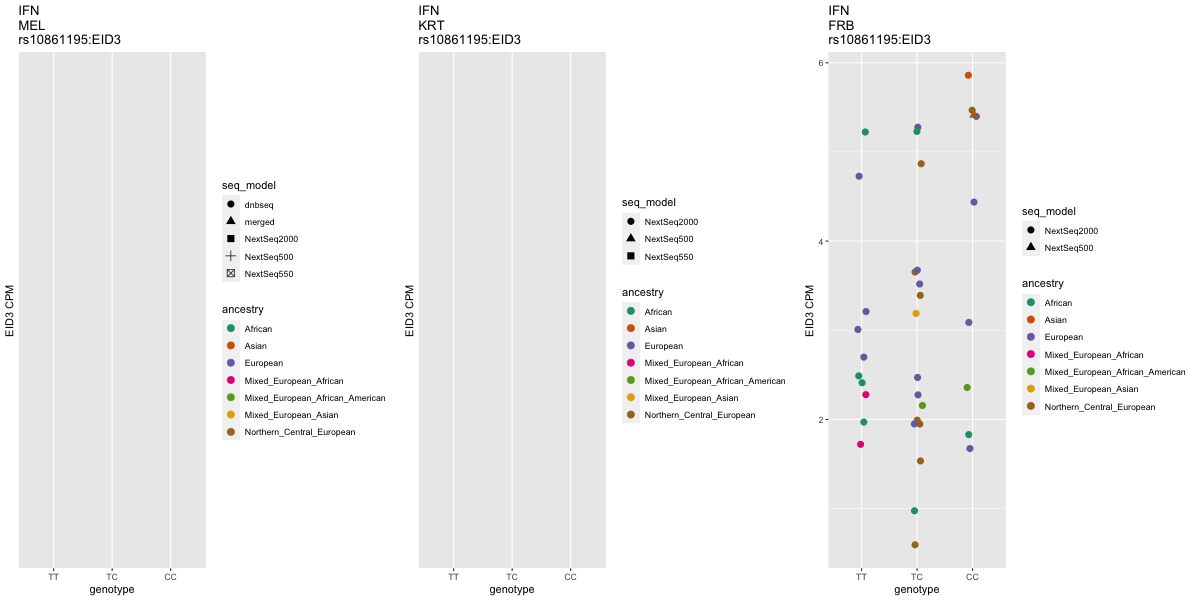 IFN
MEL
rs10861195:EID3
EID3 CPM
TT
TC
CC
genotype
seq_model
dnbseq
merged
NextSeq2000
NextSeq500
NextSeq550
ancestry
African
Asian
European
Mixed_European_African
Mixed_European_African_American
Mixed_European_Asian
Northern_Central_European
IFN
KRT
rs10861195:EID3
EID3 CPM
TT
TC
CC
genotype
seq_model
NextSeq2000
NextSeq500
NextSeq550
ancestry
African
Asian
European
Mixed_European_African
Mixed_European_African_American
Mixed_European_Asian
Northern_Central_European
IFN
FRB
rs10861195:EID3
EID3 CPM
6
4
2
TT
TC
CC
genotype
seq_model
NextSeq2000
NextSeq500
ancestry
African
Asian
European
Mixed_European_African
Mixed_European_African_American
Mixed_European_Asian
Northern_Central_European